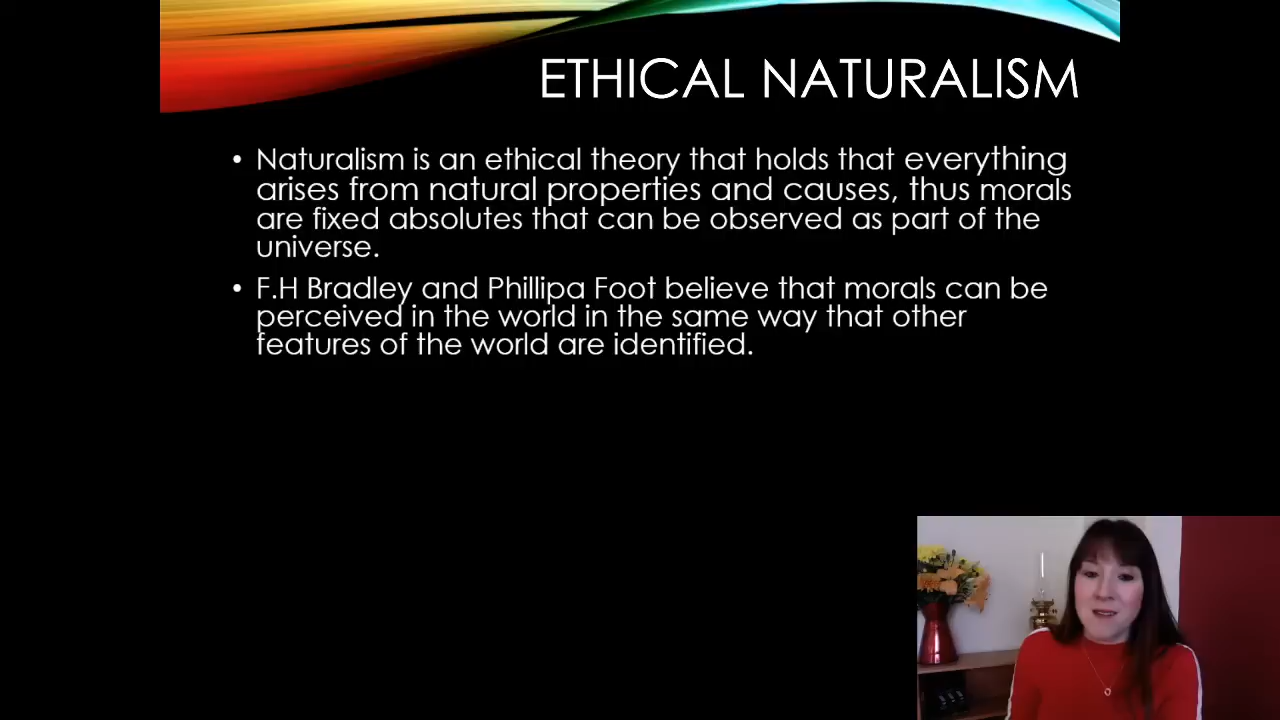 ETHICAL NATURALISM
• Naturalism is an ethical theory that holds that everything
arises from natural properties and causes, thus morals
are fixed absolutes that can be observed as part of the
universe.
• F.H Bradley and Phillipa Foot believe that morals can be
perceived in the world in the same way that other
features of the world are identified.